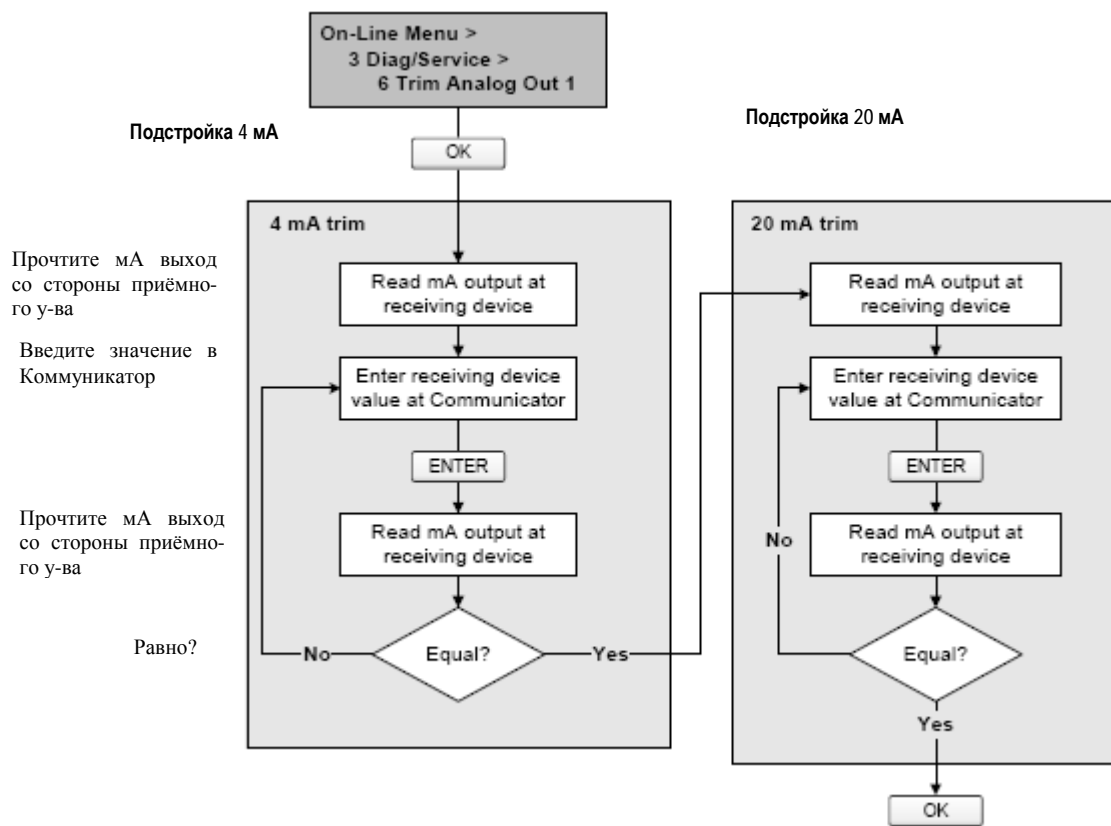 On-Line Menu >
3 Diag/Service >
6 Trim Analog Out 1
Подстройка 4 мА
Подстройка 20 мА
OK
4 mA trim
Прочтите мА выход
со стороны приёмно-
го у-ва
Read mA output at
receiving device
Введите значение в
Коммуникатор
Enter receiving device
value at Communicator
ENTER
Прочтите мА выход
со стороны приёмно-
го у-ва
Read mA output at
receiving device
Равно?
No
Equal?
Yes
20 mA trim
Read mA output at
receiving device
Enter receiving device
value at Communicator
ENTER
No
Read mA output at
receiving device
Equal?
Yes
OK